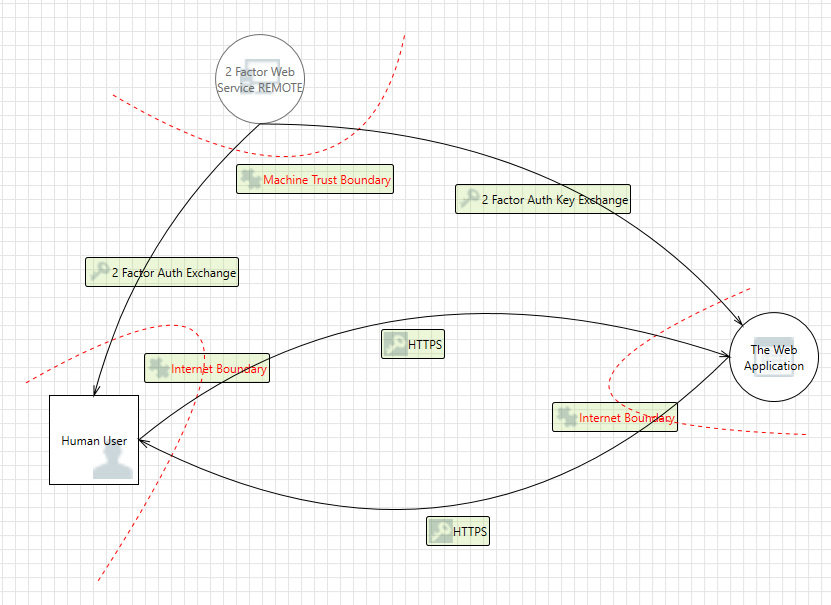 2 Factor Web
Service REMOTE
Machine Trust Boundary
2 Factor Auth Key Exchange
2 Factor Auth Exchange
HTTPS
The Web
Application
Internet Boundary
Internet Boundary
Human User
HTTPS